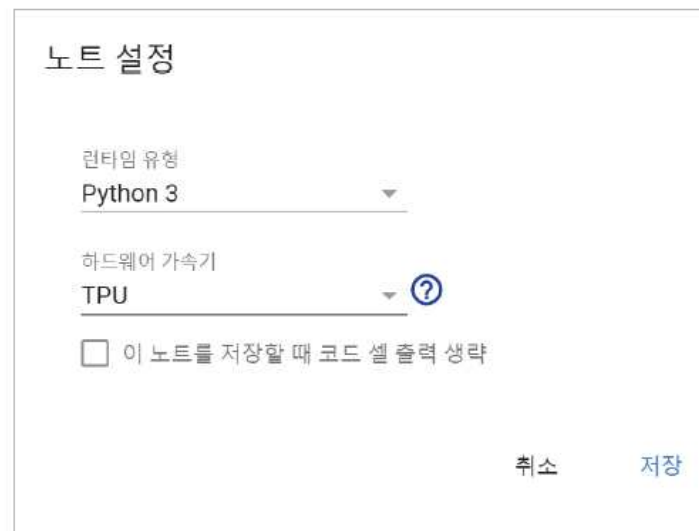 노트 설정
런타임 유형
Python 3
하드웨어 가속기
TPU
이 노트를 저장할 때 코드 셀 출력 생략
취소 저장